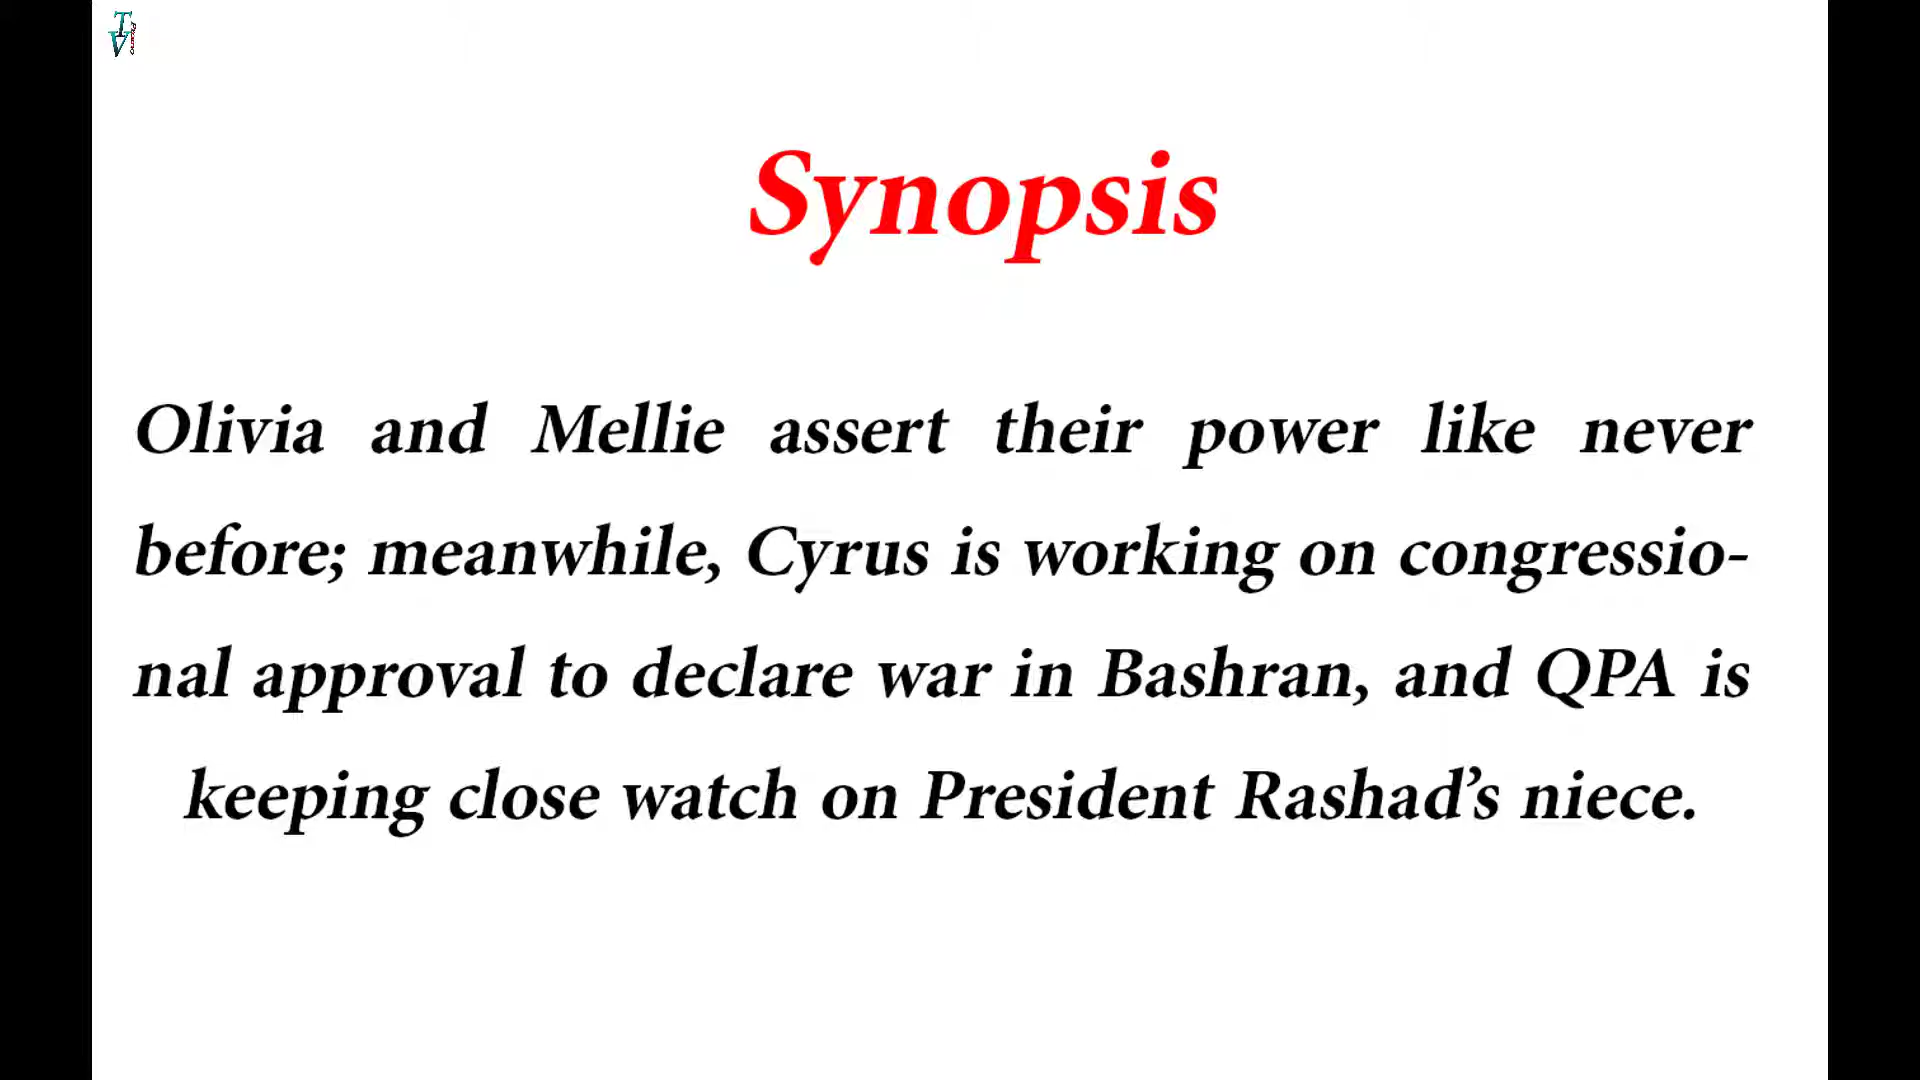 TV
Synopsis
Olivia and Mellie assert their power like never
before; meanwhile, Cyrus is working on congressio-
nal approval to declare war in Bashran, and QPA is
keeping close watch on President Rashad’s niece.